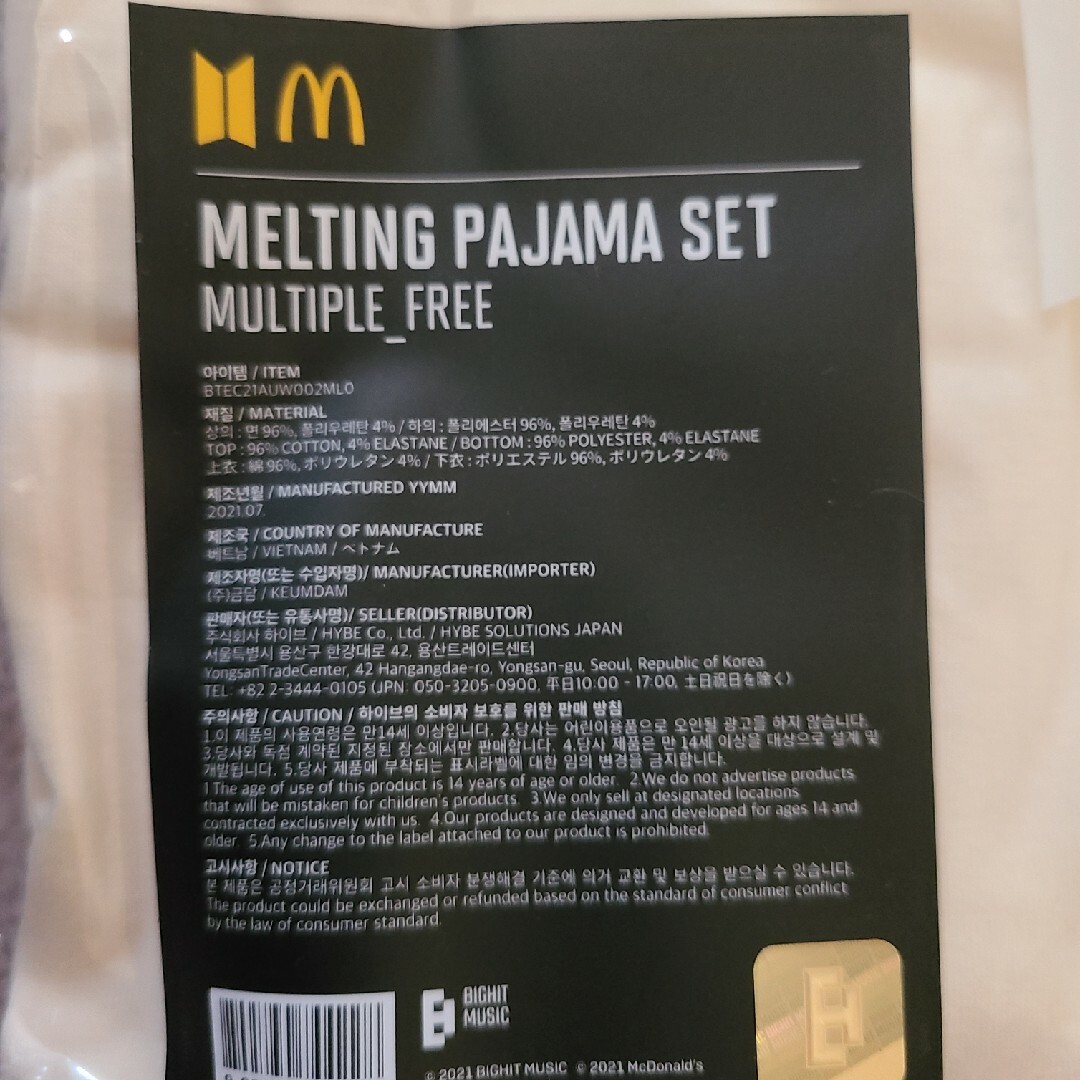 MELTING PAJAMA SET
MULTIPLE_FREE
아이템 / ITEM
BTEC21AUW002ML0
재질 / MATERIAL
상의 : 면 96%, 폴리우레탄 4% / 하의 : 폴리에스터 96%, 폴리우레탄 4%
TOP : 96% COTTON, 4% ELASTANE / BOTTOM : 96% POLYESTER, 4% ELASTANE
上衣 : 綿 96%, ポリウレタン 4% / 下衣 : ポリエステル 96%, ポリウレタン 4%
제조년월 / MANUFACTURED YYMM
2021.07.
제조국 / COUNTRY OF MANUFACTURE
베트남 / VIETNAM / ベトナム
제조자명(또는 수입자명)/ MANUFACTURER(IMPORTER)
(주)금담 / KEUMDAM
판매자(또는 유통사명)/ SELLER(DISTRIBUTOR)
주식회사 하이브 / HYBE Co., Ltd. / HYBE SOLUTIONS JAPAN
서울특별시 용산구 한강대로 42, 용산트레이드센터
YongsanTradeCenter, 42 Hangangdae-ro, Yongsan-gu, Seoul, Republic of Korea
TEL: +82 2-3444-0105 (JPN: 050-3205-0900, 平日10:00 - 17:00, 土日祝日を除く)
주의사항 / CAUTION / 하이브의 소비자 보호를 위한 판매 방침
1.이 제품의 사용연령은 만14세 이상입니다. 2.당사는 어린이용품으로 오인될 광고를 하지 않습니다.
3.당사와 독점 계약된 지정된 장소에서만 판매합니다. 4.당사 제품은 만 14세 이상을 대상으로 설계 및
개발됩니다. 5.당사 제품에 부착되는 표시라벨에 대한 임의 변경을 금지합니다.
1.The age of use of this product is 14 years of age or older. 2.We do not advertise products
that will be mistaken for children's products. 3.We only sell at designated locations
contracted exclusively with us. 4.Our products are designed and developed for ages 14 and
older. 5.Any change to the label attached to our product is prohibited.
고시사항 / NOTICE
본 제품은 공정거래위원회 고시 소비자 분쟁해결 기준에 의거 교환 및 보상을 받으실 수 있습니다.
The product could be exchanged or refunded based on the standard of consumer conflict
by the law of consumer standard.
BIGHIT
MUSIC
© 2021 BIGHIT MUSIC © 2021 McDonald's